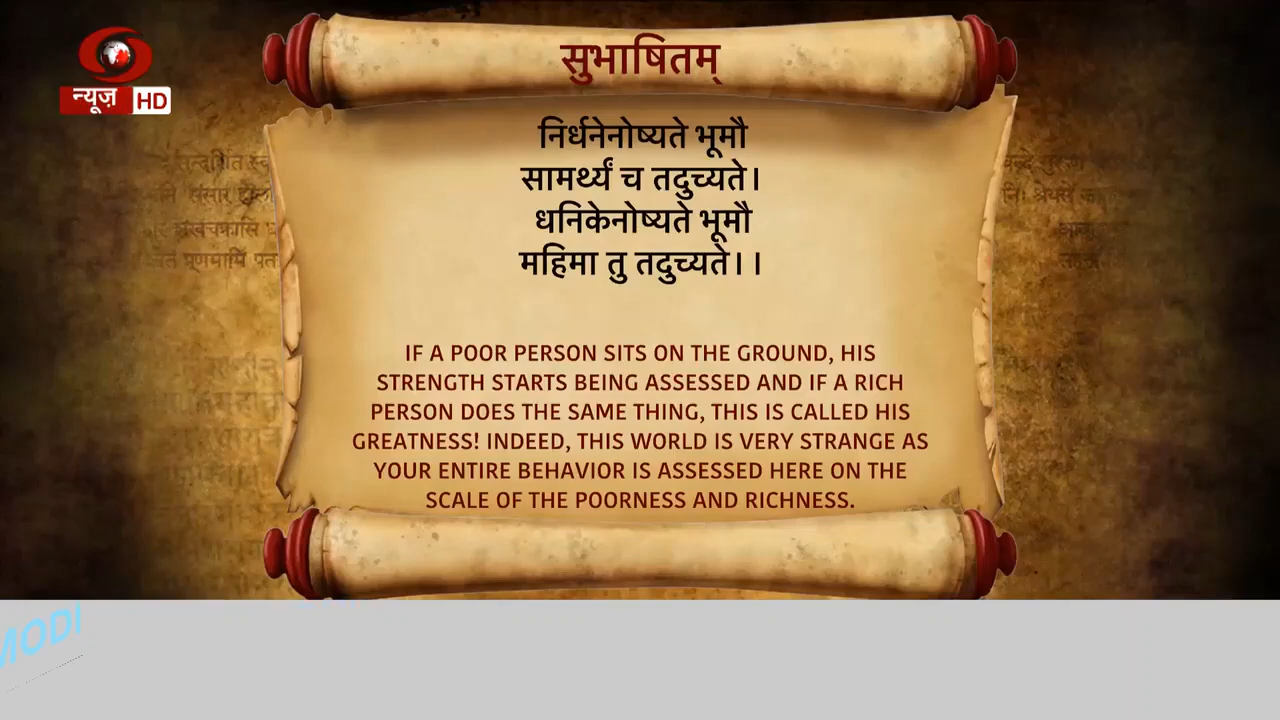 न्यूज़ HD
सुभाषितम्
निर्धनेनोष्यते भूमौ
सामर्थ्यं च तदुच्यते।
धनिकेनोष्यते भूमौ
महिमा तु तदुच्यते।।
IF A POOR PERSON SITS ON THE GROUND, HIS
STRENGTH STARTS BEING ASSESSED AND IF A RICH
PERSON DOES THE SAME THING, THIS IS CALLED HIS
GREATNESS! INDEED, THIS WORLD IS VERY STRANGE AS
YOUR ENTIRE BEHAVIOR IS ASSESSED HERE ON THE
SCALE OF THE POORNESS AND RICHNESS.
MODI